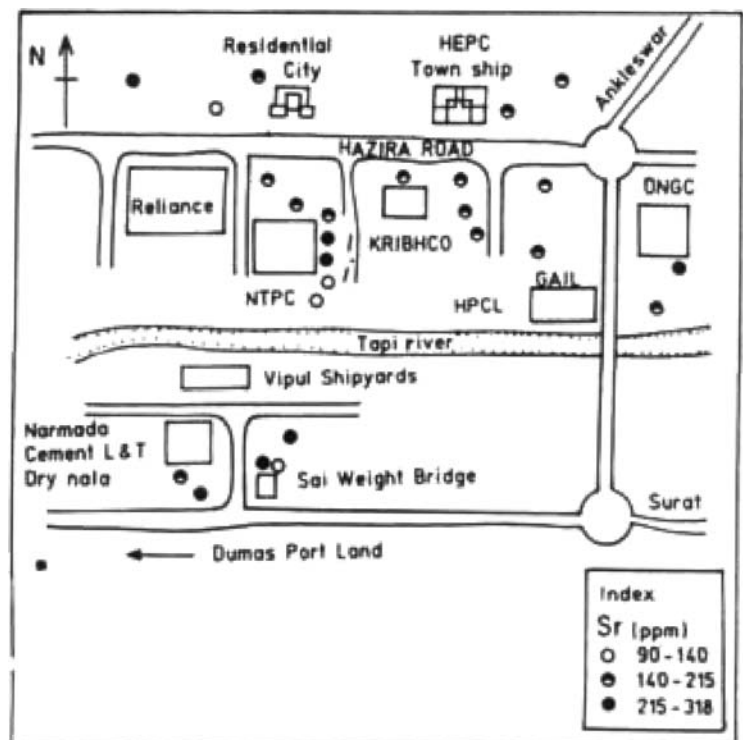 N
Residential
City
HEPC
Town ship
Ankleswar
HAZIRA ROAD
Reliance
KRIBHCO
ONGC
NTPC
HPCL
GAIL
Tapi river
Vipul Shipyards
Narmada
Cement L & T
Dry nala
Sai Weight Bridge
Surat
Dumas Port Land
Index
Sr (ppm)
90-140
140-215
215-318